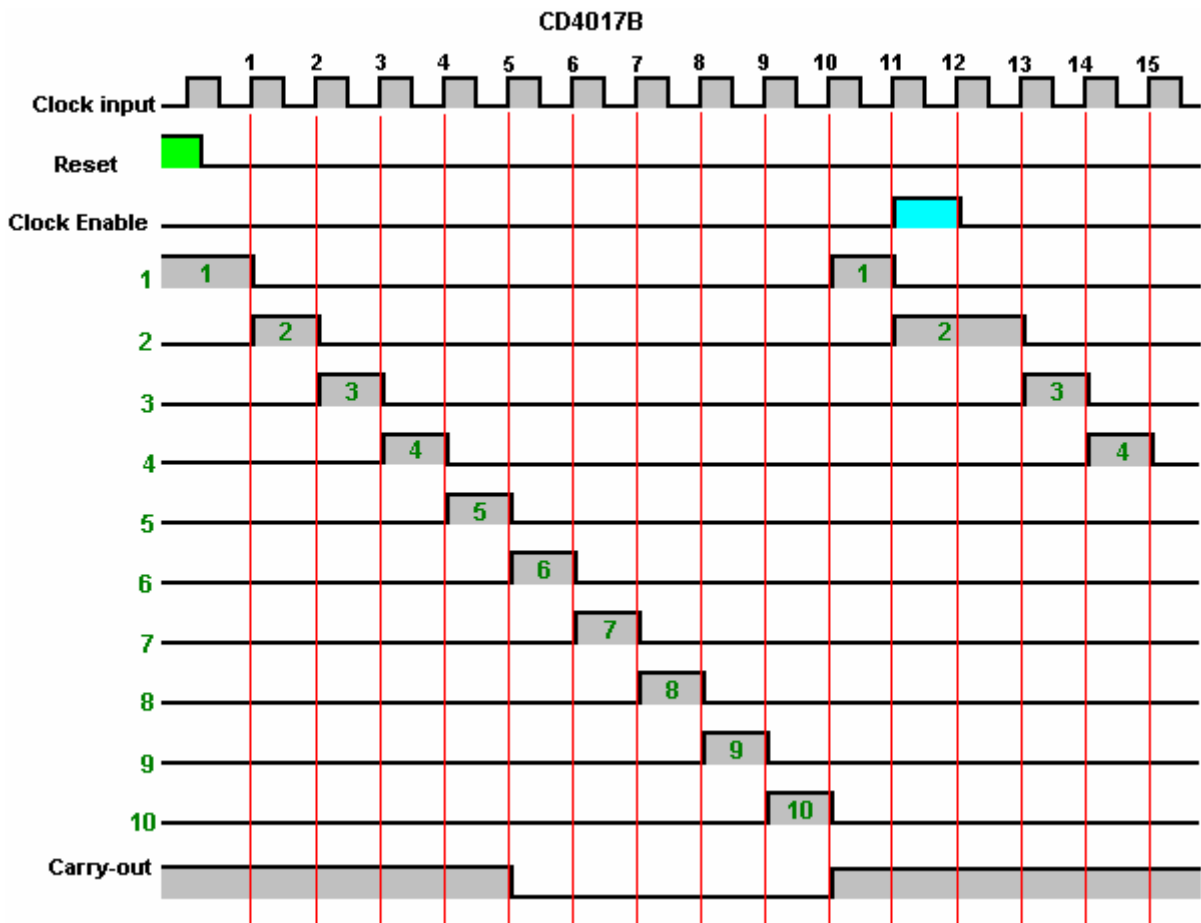 CD4017B
1 2 3 4 5 6 7 8 9 10 11 12 13 14 15
Clock input
Reset
Clock Enable
1 1 1
2 2 2
3 3 3
4 4 4
5 5
6 6
7 7
8 8
9 9
10 10
Carry-out